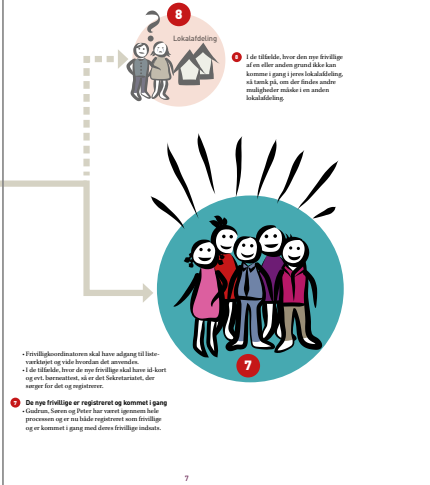 8
Lokalafdeling
8 I de tilfælde, hvor den nye frivillige
af en eller anden grund ikke kan
komme i gang i jeres lokalafdeling,
så tænk på, om der findes andre
muligheder måske i en anden
lokalafdeling.
7
• Frivilligkoordinatoren skal have adgang til liste-
værktøjet og vide hvordan det anvendes.
• I de tilfælde, hvor de nye frivillige skal have id-kort
og evt. børneattest, så er det Sekretariatet, der
sørger for det og registrerer.
7 De nye frivillige er registreret og kommet i gang
• Gudrun, Søren og Peter har været igennem hele
processen og er nu både registreret som frivillige
og er kommet i gang med deres frivillige indsats.
7